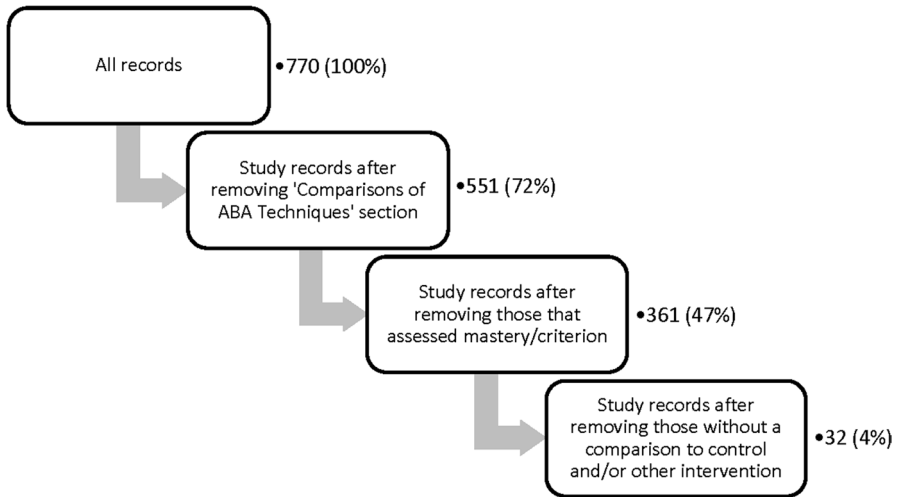 All records
•770 (100%)
Study records after
removing 'Comparisons of
ABA Techniques' section
•551 (72%)
Study records after
removing those that
assessed mastery/criterion
•361 (47%)
Study records after
removing those without a
comparison to control
and/or other intervention
•32 (4%)